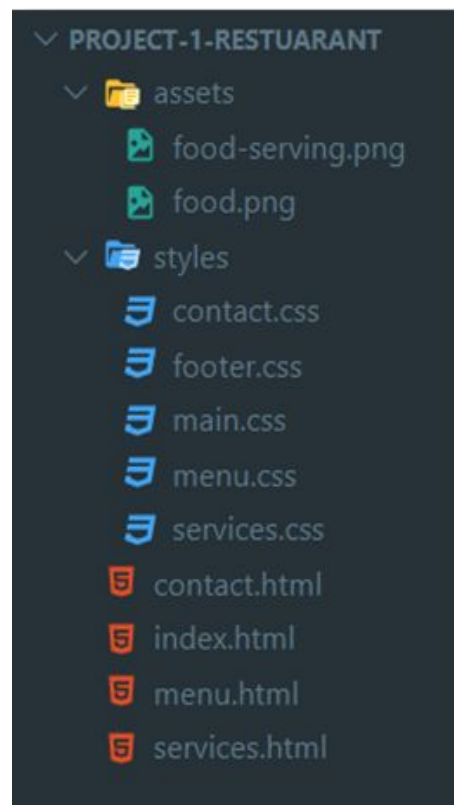 PROJECT-1-RESTUARANT
assets
food-serving.png
food.png
styles
contact.css
footer.css
main.css
menu.css
services.css
contact.html
index.html
menu.html
services.html